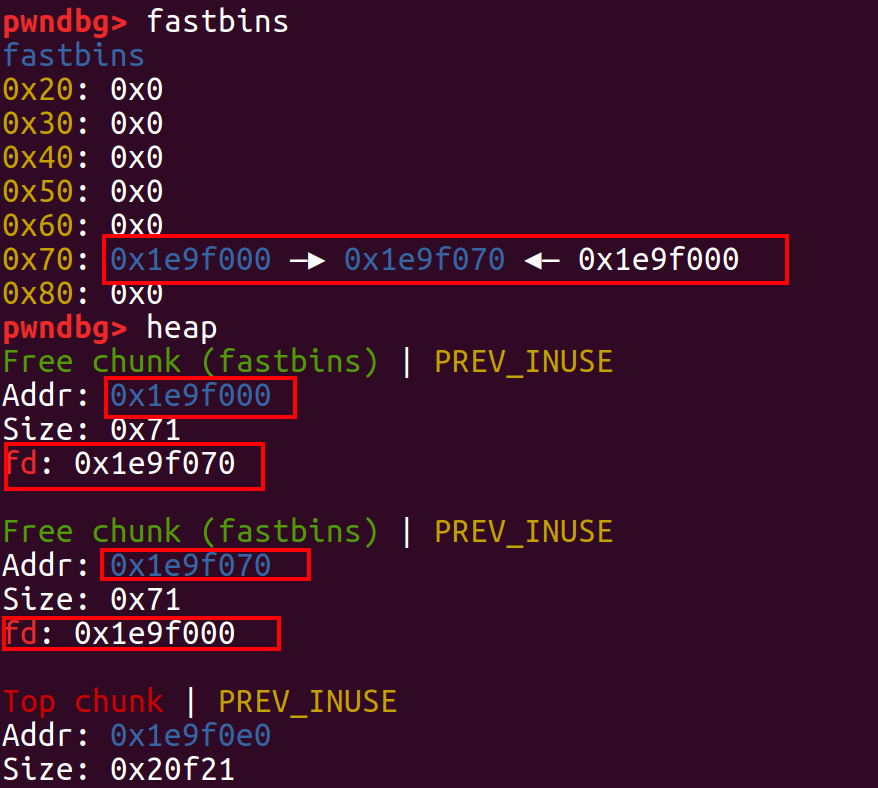 pwndbg> fastbins
fastbins
0x20: 0x0
0x30: 0x0
0x40: 0x0
0x50: 0x0
0x60: 0x0
0x70: 0x1e9f000 —▸ 0x1e9f070 ◂— 0x1e9f000
0x80: 0x0
pwndbg> heap
Free chunk (fastbins) | PREV_INUSE
Addr: 0x1e9f000
Size: 0x71
fd: 0x1e9f070
Free chunk (fastbins) | PREV_INUSE
Addr: 0x1e9f070
Size: 0x71
fd: 0x1e9f000
Top chunk | PREV_INUSE
Addr: 0x1e9f0e0
Size: 0x20f21